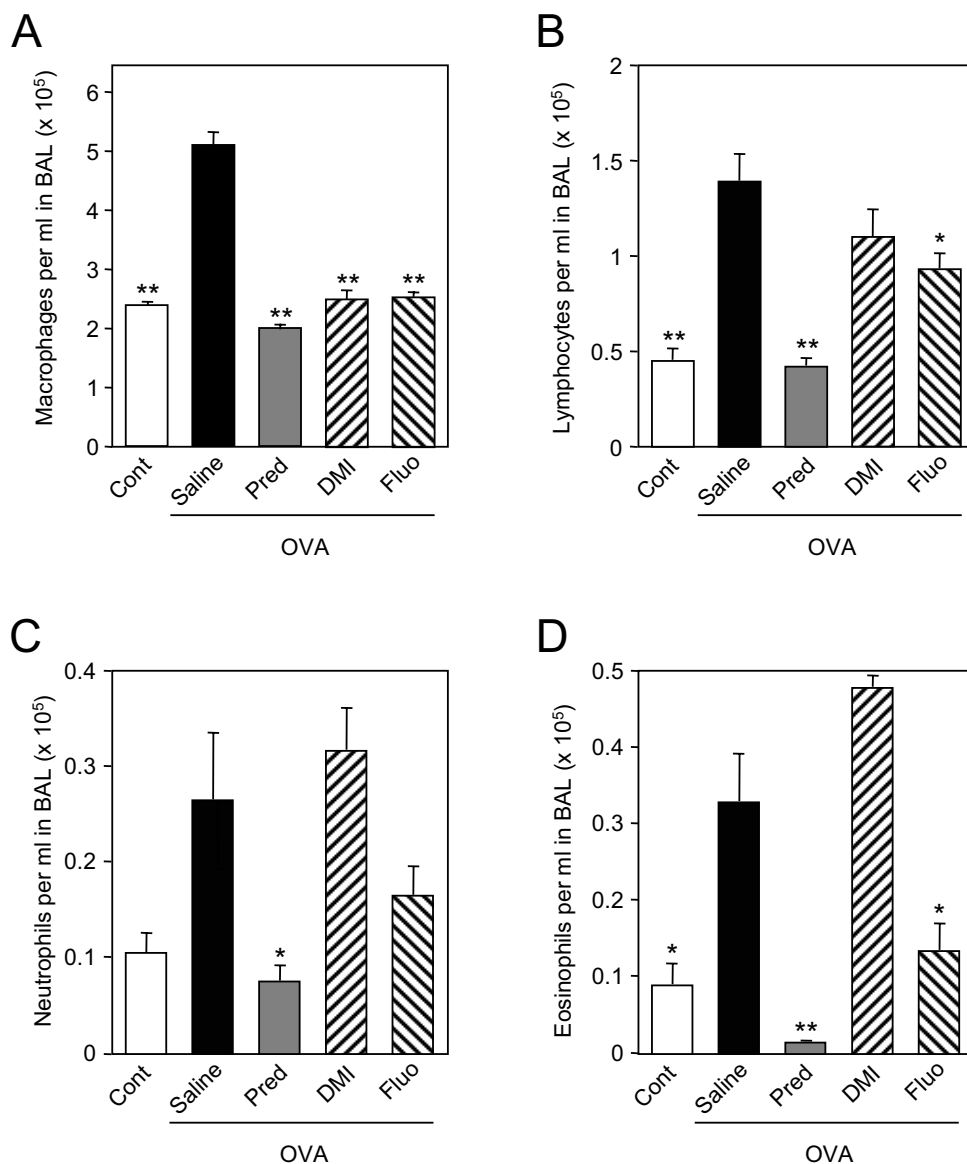 A
Macrophages per ml in BAL (x 10⁵)
6
5
4
3
2
1
0
**
**
**
**
Cont
Saline
Pred
DMI
Fluo
OVA
B
Lymphocytes per ml in BAL (x 10⁵)
2
1.5
1
0.5
0
**
**
*
Cont
Saline
Pred
DMI
Fluo
OVA
C
Neutrophils per ml in BAL (x 10⁵)
0.4
0.3
0.2
0.1
0
*
Cont
Saline
Pred
DMI
Fluo
OVA
D
Eosinophils per ml in BAL (x 10⁵)
0.5
0.4
0.3
0.2
0.1
0
*
**
*
Cont
Saline
Pred
DMI
Fluo
OVA